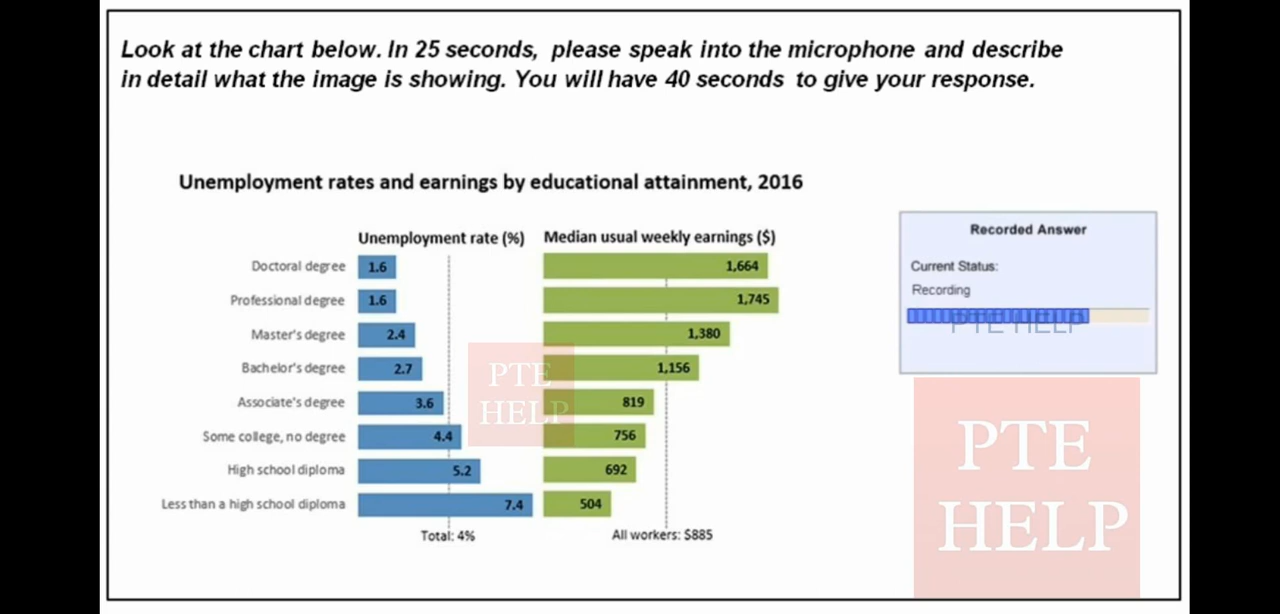 Look at the chart below. In 25 seconds, please speak into the microphone and describe
in detail what the image is showing. You will have 40 seconds to give your response.
Unemployment rates and earnings by educational attainment, 2016
Unemployment rate (%) Median usual weekly earnings ($)
Doctoral degree 1.6 1,664
Professional degree 1.6 1,745
Master's degree 2.4 1,380
Bachelor's degree 2.7 1,156
Associate's degree 3.6 819
Some college, no degree 4.4 756
High school diploma 5.2 692
Less than a high school diploma 7.4 504
Total: 4% All workers: $885
PTE
HELP
Recorded Answer
Current Status:
Recording
PTE HELP
PTE
HELP